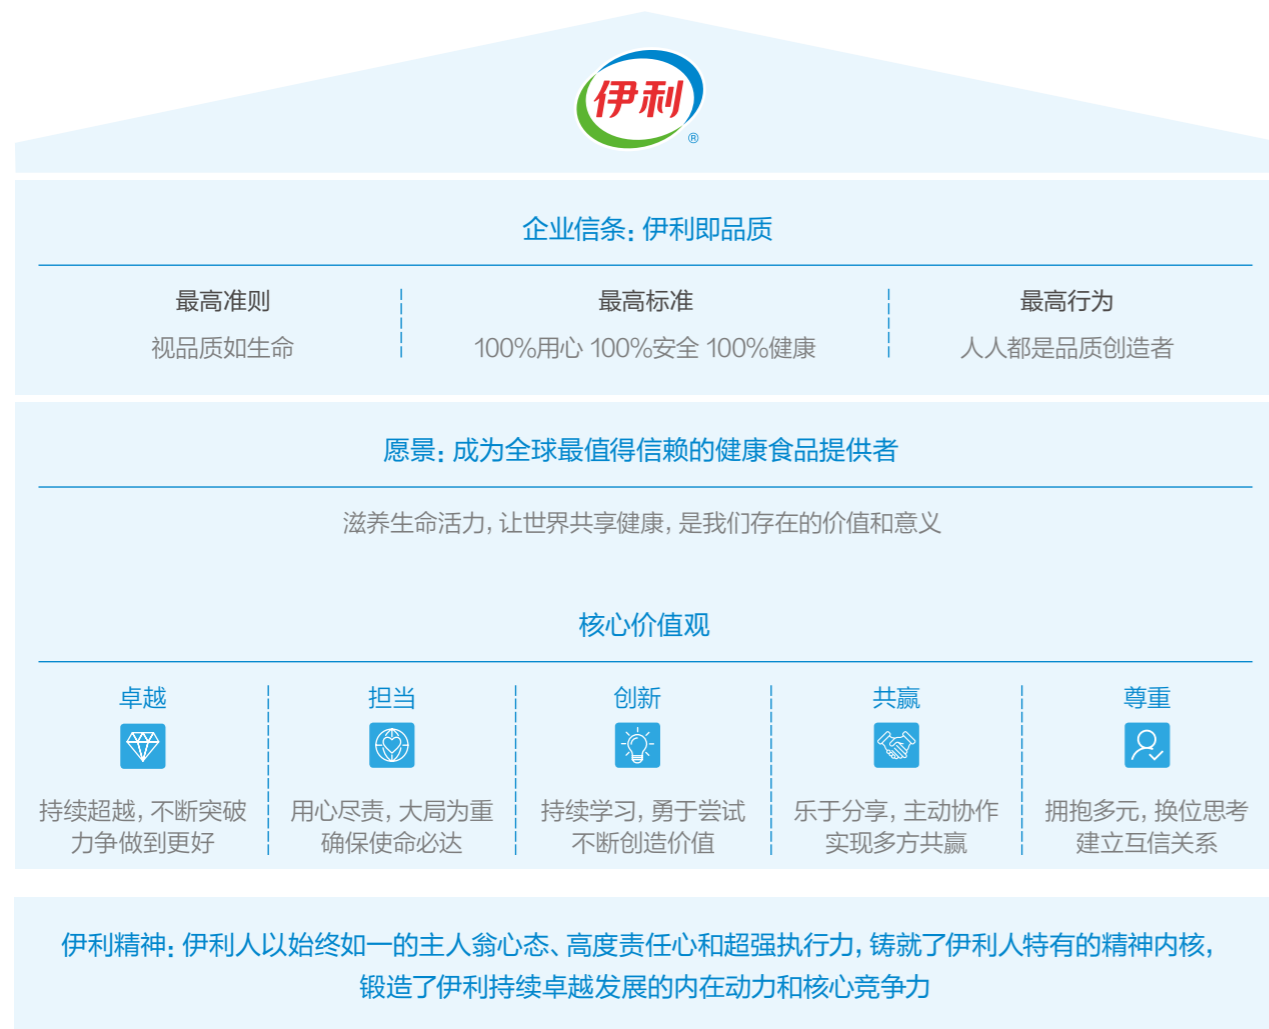 伊利
®
企业信条：伊利即品质
最高准则
视品质如生命
最高标准
100%用心 100%安全 100%健康
最高行为
人人都是品质创造者
愿景：成为全球最值得信赖的健康食品提供者
滋养生命活力，让世界共享健康，是我们存在的价值和意义
核心价值观
卓越
持续超越，不断突破
力争做到更好
担当
用心尽责，大局为重
确保使命必达
创新
持续学习，勇于尝试
不断创造价值
共赢
乐于分享，主动协作
实现多方共赢
尊重
拥抱多元，换位思考
建立互信关系
伊利精神：伊利人以始终如一的主人翁心态、高度责任心和超强执行力，铸就了伊利人特有的精神内核，
锻造了伊利持续卓越发展的内在动力和核心竞争力